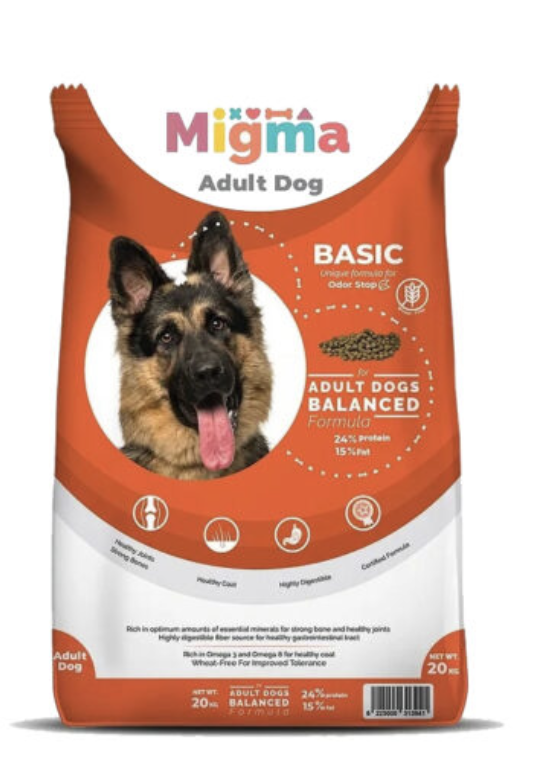 Migma
Adult Dog
BASIC
Unique formula for
Odor Stop
for
ADULT DOGS
BALANCED
Formula
24% Protein
15% Fat
Healthy Joints
Strong Bones
Healthy Coat
Highly Digestible
Certified Formula
Rich in optimum amounts of essential minerals for strong bone and healthy joints
Highly digestible fiber source for healthy gastrointestinal tract
Rich in Omega 3 and Omega 6 for healthy coat
Wheat-Free For Improved Tolerance
Adult
Dog
NET WT.
20 KG
NET WT.
20 KG
for
ADULT DOGS
BALANCED
Formula
24% protein
15% fat